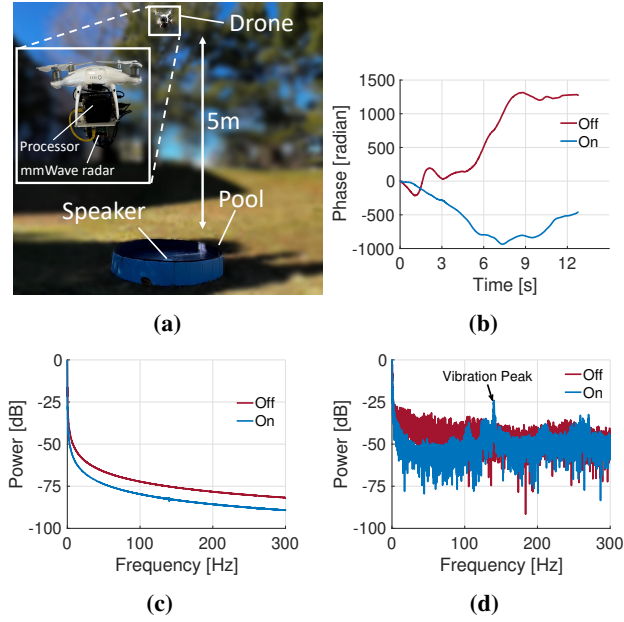 Drone
5m
Processor
mmWave radar
Speaker
Pool
(a)
1500
1000
500
0
-500
-1000
Phase [radian]
Off
On
0
3
6
9
12
Time [s]
(b)
0
-25
-50
-75
-100
Power [dB]
Off
On
0
100
200
300
Frequency [Hz]
(c)
0
-25
-50
-75
-100
Power [dB]
Vibration Peak
Off
On
0
100
200
300
Frequency [Hz]
(d)